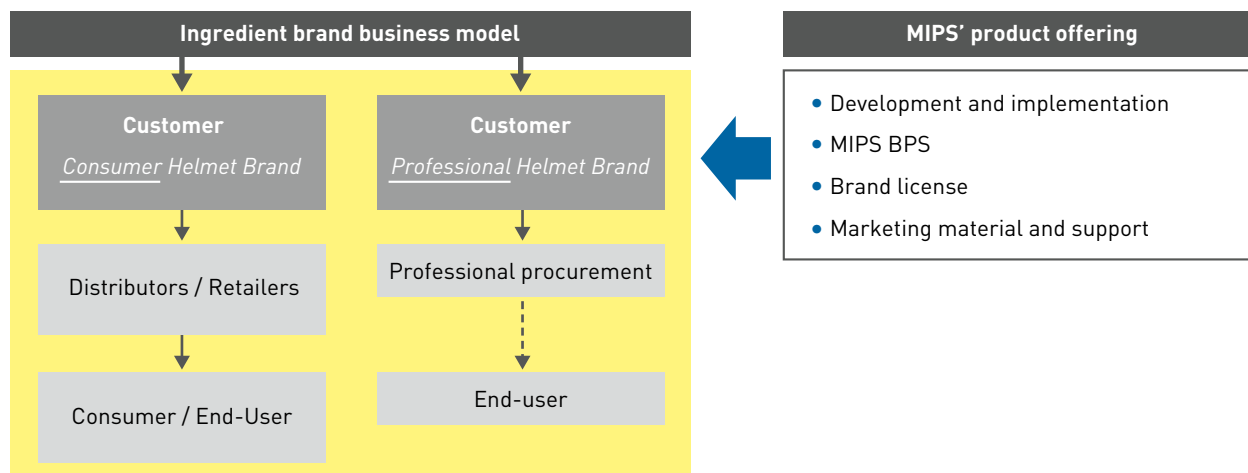 Ingredient brand business model
Customer
Consumer Helmet Brand
Distributors / Retailers
Consumer / End-User
Customer
Professional Helmet Brand
Professional procurement
End-user
MIPS’ product offering
• Development and implementation
• MIPS BPS
• Brand license
• Marketing material and support